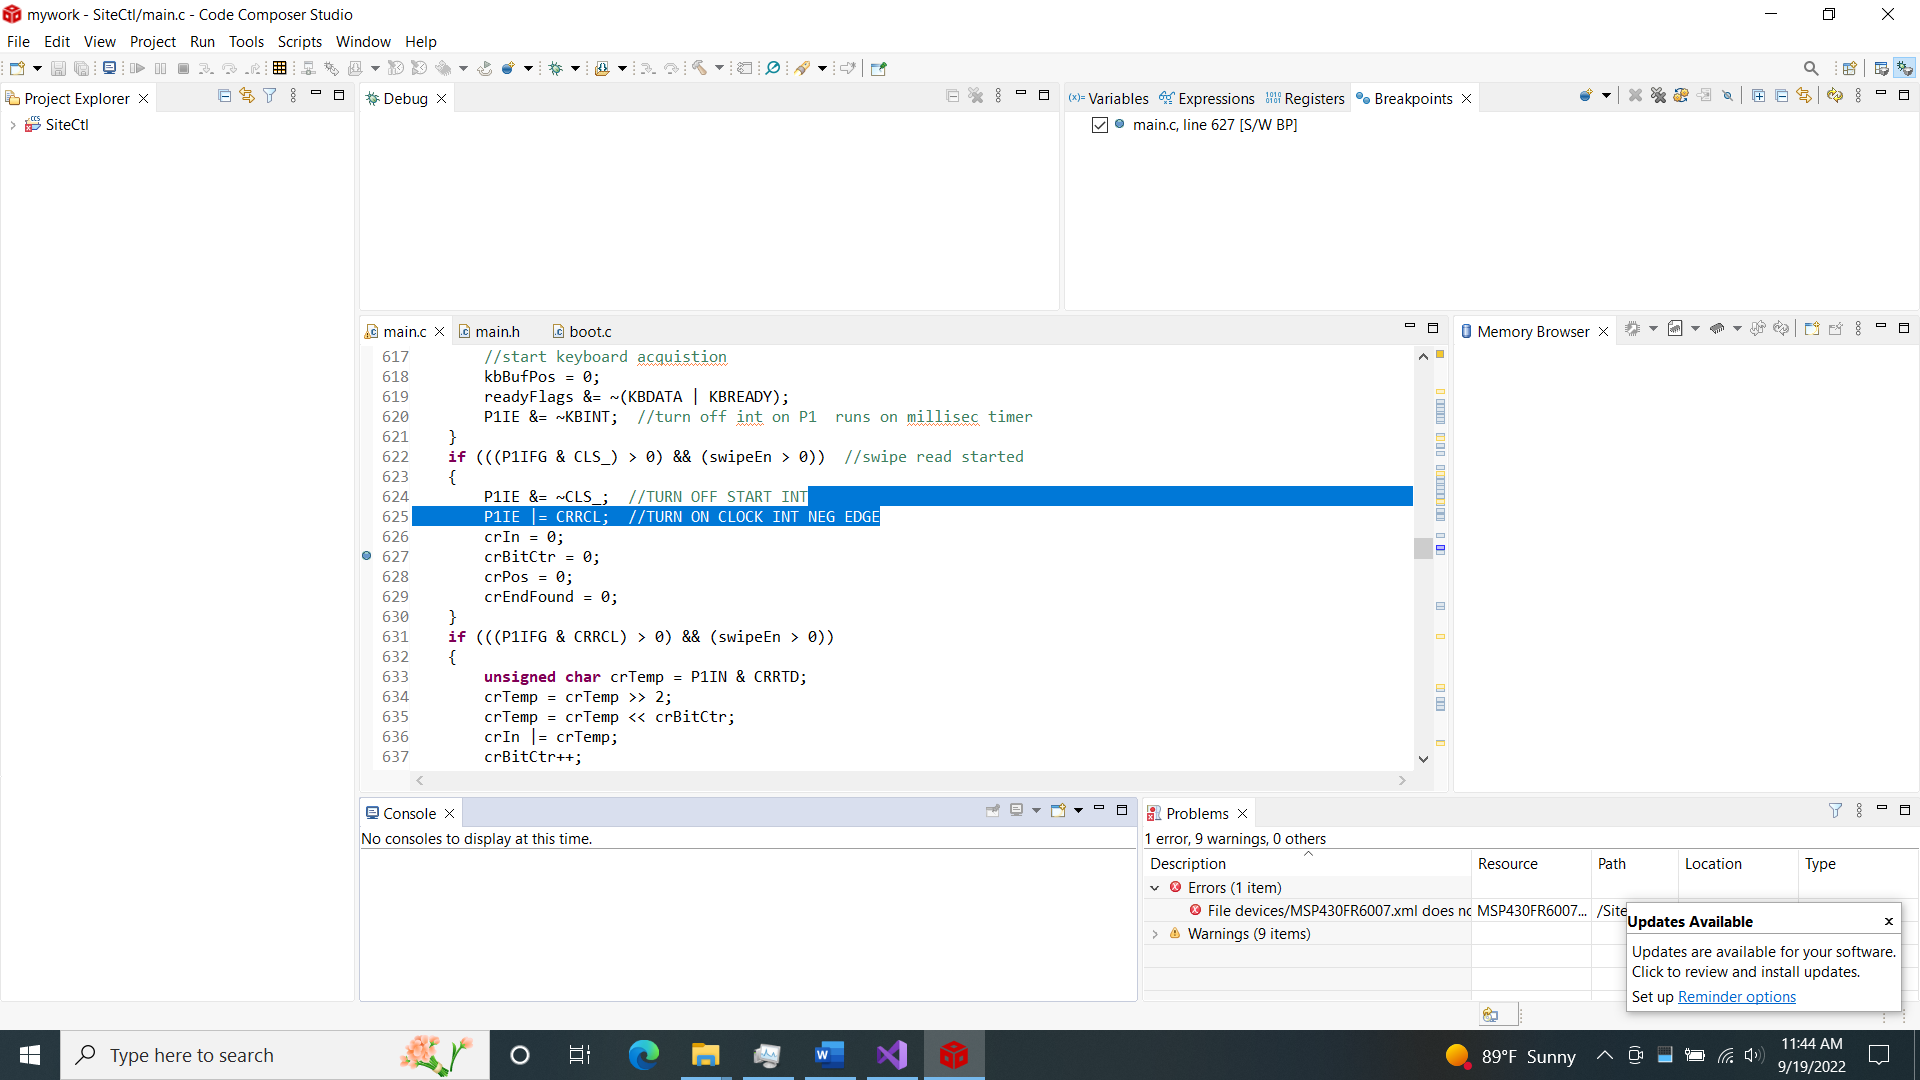 mywork - SiteCtl/main.c - Code Composer Studio
File Edit View Project Run Tools Scripts Window Help
Project Explorer
SiteCtl
Debug
(x)= Variables Expressions 1010 0101 Registers Breakpoints
main.c, line 627 [S/W BP]
main.c main.h boot.c
617 //start keyboard acquistion
618 kbBufPos = 0;
619 readyFlags &= ~(KBDATA | KBREADY);
620 P1IE &= ~KBINT; //turn off int on P1 runs on millisec timer
621 }
622 if (((P1IFG & CLS_) > 0) && (swipeEn > 0)) //swipe read started
623 {
624 P1IE &= ~CLS_; //TURN OFF START INT
625 P1IE |= CRRCL; //TURN ON CLOCK INT NEG EDGE
626 crIn = 0;
627 crBitCtr = 0;
628 crPos = 0;
629 crEndFound = 0;
630 }
631 if (((P1IFG & CRRCL) > 0) && (swipeEn > 0))
632 {
633 unsigned char crTemp = P1IN & CRRTD;
634 crTemp = crTemp >> 2;
635 crTemp = crTemp << crBitCtr;
636 crIn |= crTemp;
637 crBitCtr++;
Memory Browser
Console
No consoles to display at this time.
Problems
1 error, 9 warnings, 0 others
Description Resource Path Location Type
Errors (1 item)
File devices/MSP430FR6007.xml does no MSP430FR6007... /Site
Warnings (9 items)
Updates Available
Updates are available for your software.
Click to review and install updates.
Set up Reminder options
Type here to search
89°F Sunny
11:44 AM
9/19/2022